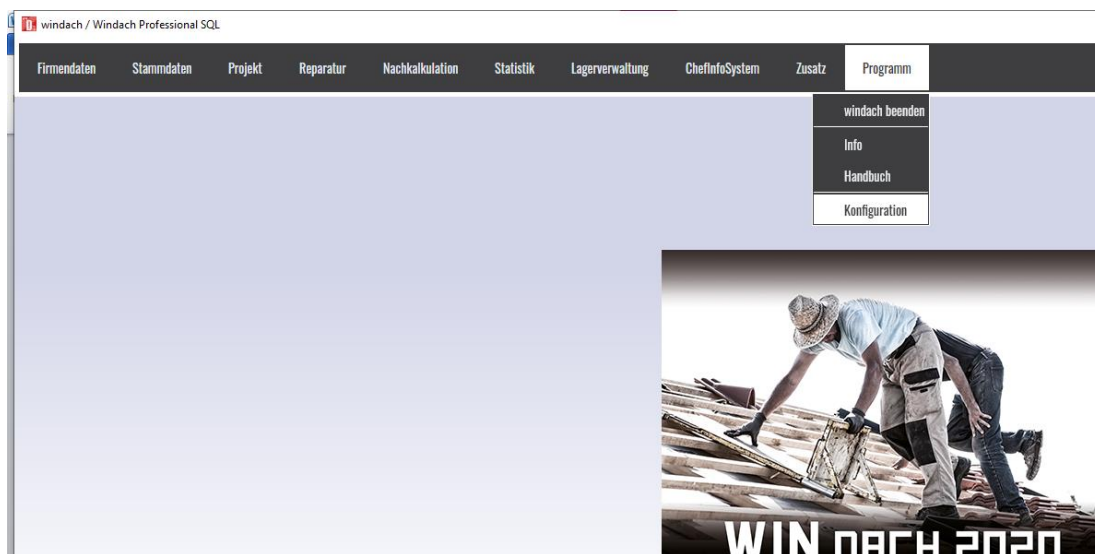 windach / Windach Professional SQL
Firmendaten Stammdaten Projekt Reparatur Nachkalkulation Statistik Lagerverwaltung ChefInfoSystem Zusatz Programm
windach beenden
Info
Handbuch
Konfiguration
WIN DACH 2020